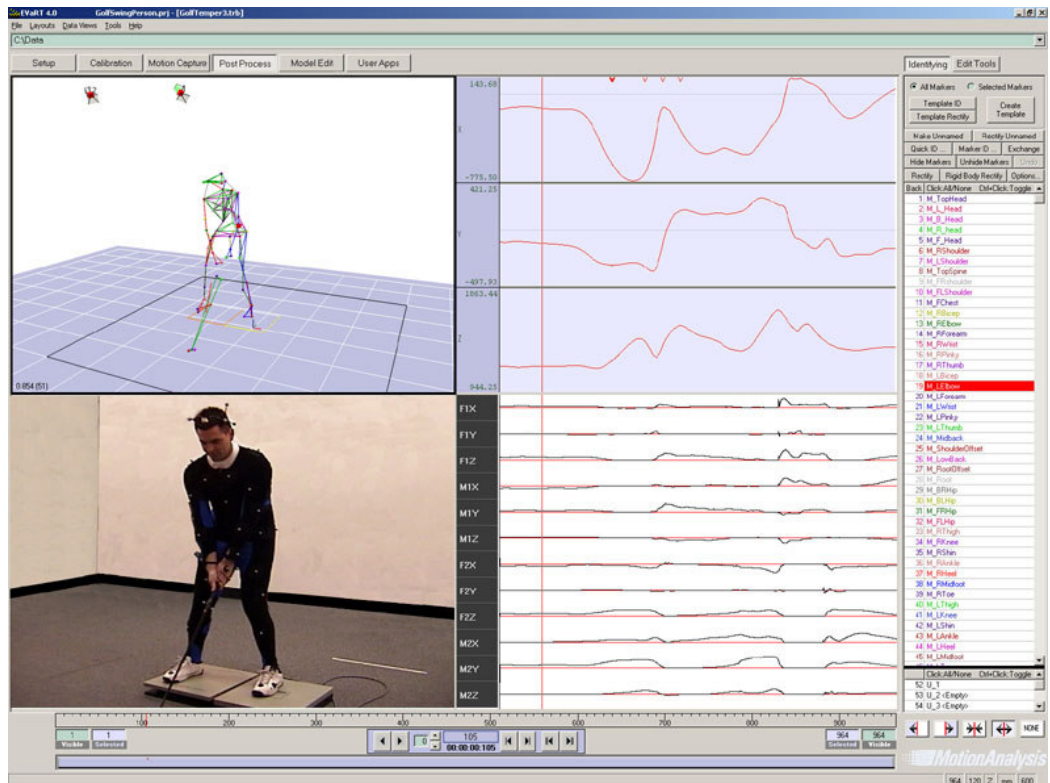 EVaRT 4.0 GolfSwingPerson.prj - [GolfTemper3.trb]
File Layouts Data Views Tools Help
C:\Data
Setup Calibration Motion Capture Post Process Model Edit User Apps
Identifying Edit Tools
All Markers Selected Markers
Template ID
Create Template
Template Rectify
Make Unnamed Rectify Unnamed
Quick ID ... Marker ID ... Exchange
Hide Markers Unhide Markers Undo
Rectify Rigid Body Rectify Options...
Back Click:All/None Ctrl+Click:Toggle
1 M_TopHead
2 M_L_Head
3 M_B_Head
4 M_R_head
5 M_F_Head
6 M_RShoulder
7 M_LShoulder
8 M_TopSpine
9 M_FRshoulder
10 M_FLShoulder
11 M_FChest
12 M_RBicep
13 M_RElbow
14 M_RForearm
15 M_RWrist
16 M_RPinky
17 M_RThumb
18 M_LBicep
19 M_LElbow
20 M_LForearm
21 M_LWrist
22 M_LPinky
23 M_LThumb
24 M_Midback
25 M_ShoulderOffset
26 M_LowBack
27 M_RootOffset
28 M_Root
29 M_BRHip
30 M_BLHip
31 M_FRHip
32 M_FLHip
33 M_RThigh
34 M_RKnee
35 M_RShin
36 M_RAnkle
37 M_RHeel
38 M_RMidfoot
39 M_RToe
40 M_LThigh
41 M_LKnee
42 M_LShin
43 M_LAnkle
44 M_LHeel
45 M_LMidfoot
Click:All/None Ctrl+Click:Toggle
52 U_1
53 U_2 <Empty>
54 U_3 <Empty>
143.68
X
-775.50
421.25
Y
-497.93
1863.44
Z
944.25
0.854 (51)
F1X
F1Y
F1Z
M1X
M1Y
M1Z
F2X
F2Y
F2Z
M2X
M2Y
M2Z
100 200 300 400 500 600 700 800 900
1 1
Visible Selected
0 105
00:00:00:105
964 964
Selected Visible
NONE
MotionAnalysis
964 120 Z mm 600